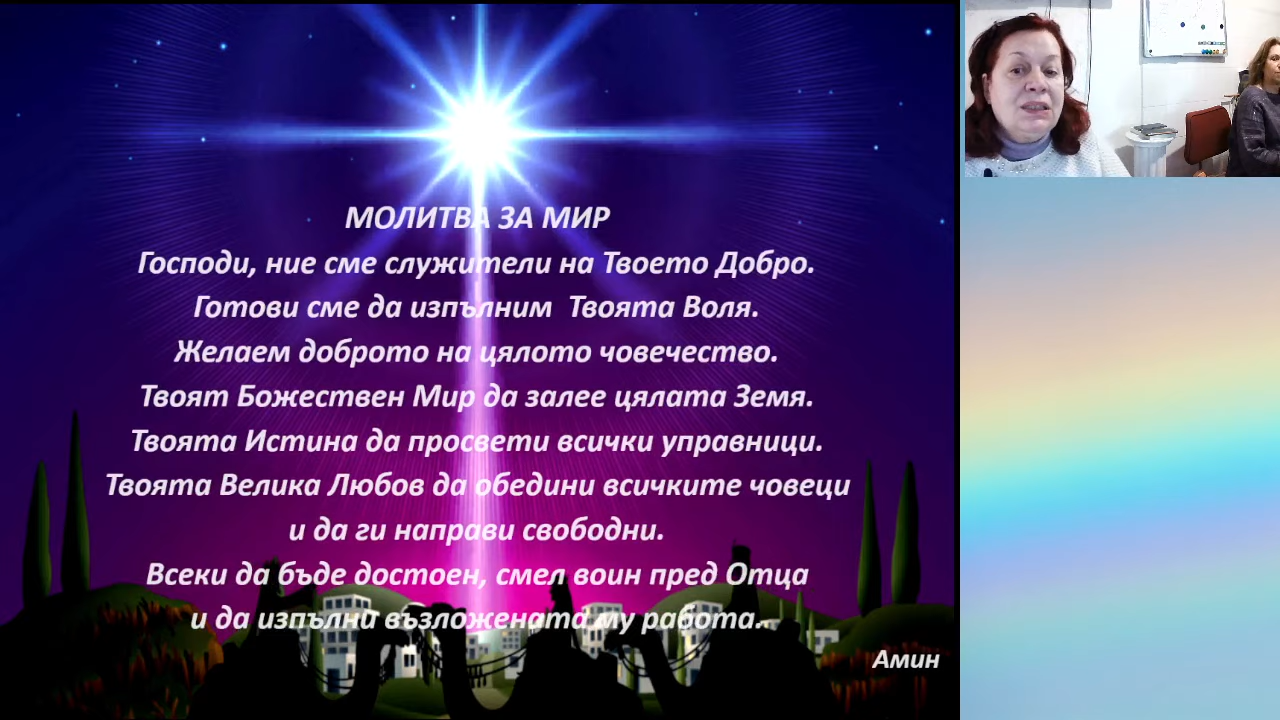 МОЛИТВА ЗА МИР
Господи, ние сме служители на Твоето Добро.
Готови сме да изпълним Твоята Воля.
Желаем доброто на цялото човечество.
Твоят Божествен Мир да залее цялата Земя.
Твоята Истина да просвети всички управници.
Твоята Велика Любов да обедини всичките човеци
и да ги направи свободни.
Всеки да бъде достоен, смел воин пред Отца
и да изпълни възложената му работа.
Амин